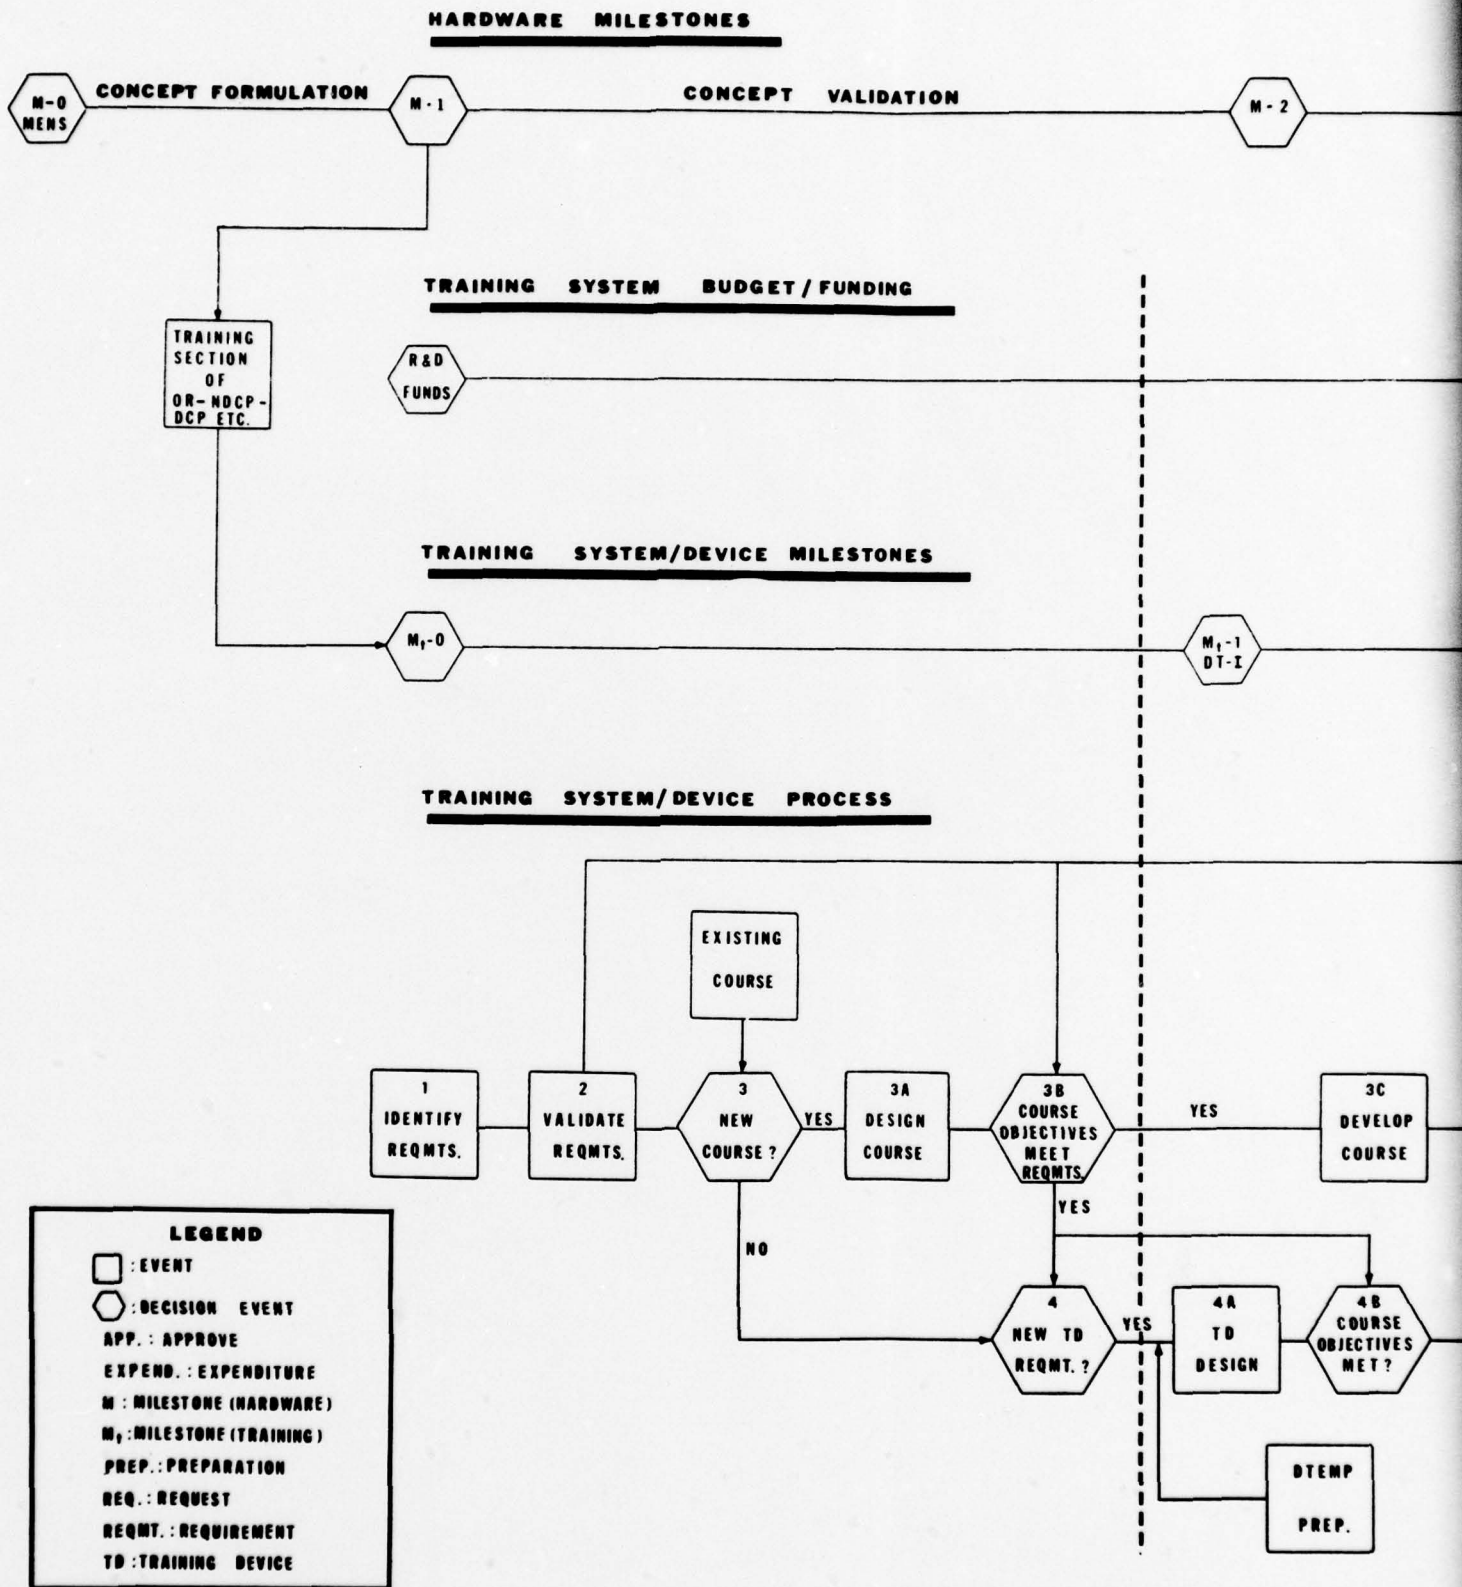 HARDWARE MILESTONES
M-0
MENS
CONCEPT FORMULATION
M-1
CONCEPT VALIDATION
M-2
TRAINING SYSTEM BUDGET/FUNDING
TRAINING
SECTION
OF
OR-NDCP-
DCP ETC.
R&D
FUNDS
TRAINING SYSTEM/DEVICE MILESTONES
Mt-0
Mt-1
DT-I
TRAINING SYSTEM/DEVICE PROCESS
EXISTING
COURSE
1
IDENTIFY
REQMTS.
2
VALIDATE
REQMTS.
3
NEW
COURSE?
YES
3A
DESIGN
COURSE
3B
COURSE
OBJECTIVES
MEET
REQMTS.
YES
3C
DEVELOP
COURSE
YES
NO
4
NEW TD
REQMT.?
YES
4A
TD
DESIGN
4B
COURSE
OBJECTIVES
MET?
DTEMP
PREP.
LEGEND
: EVENT
: DECISION EVENT
APP. : APPROVE
EXPEND. : EXPENDITURE
M : MILESTONE (HARDWARE)
Mt : MILESTONE (TRAINING)
PREP. : PREPARATION
REQ. : REQUEST
REQMT. : REQUIREMENT
TD : TRAINING DEVICE